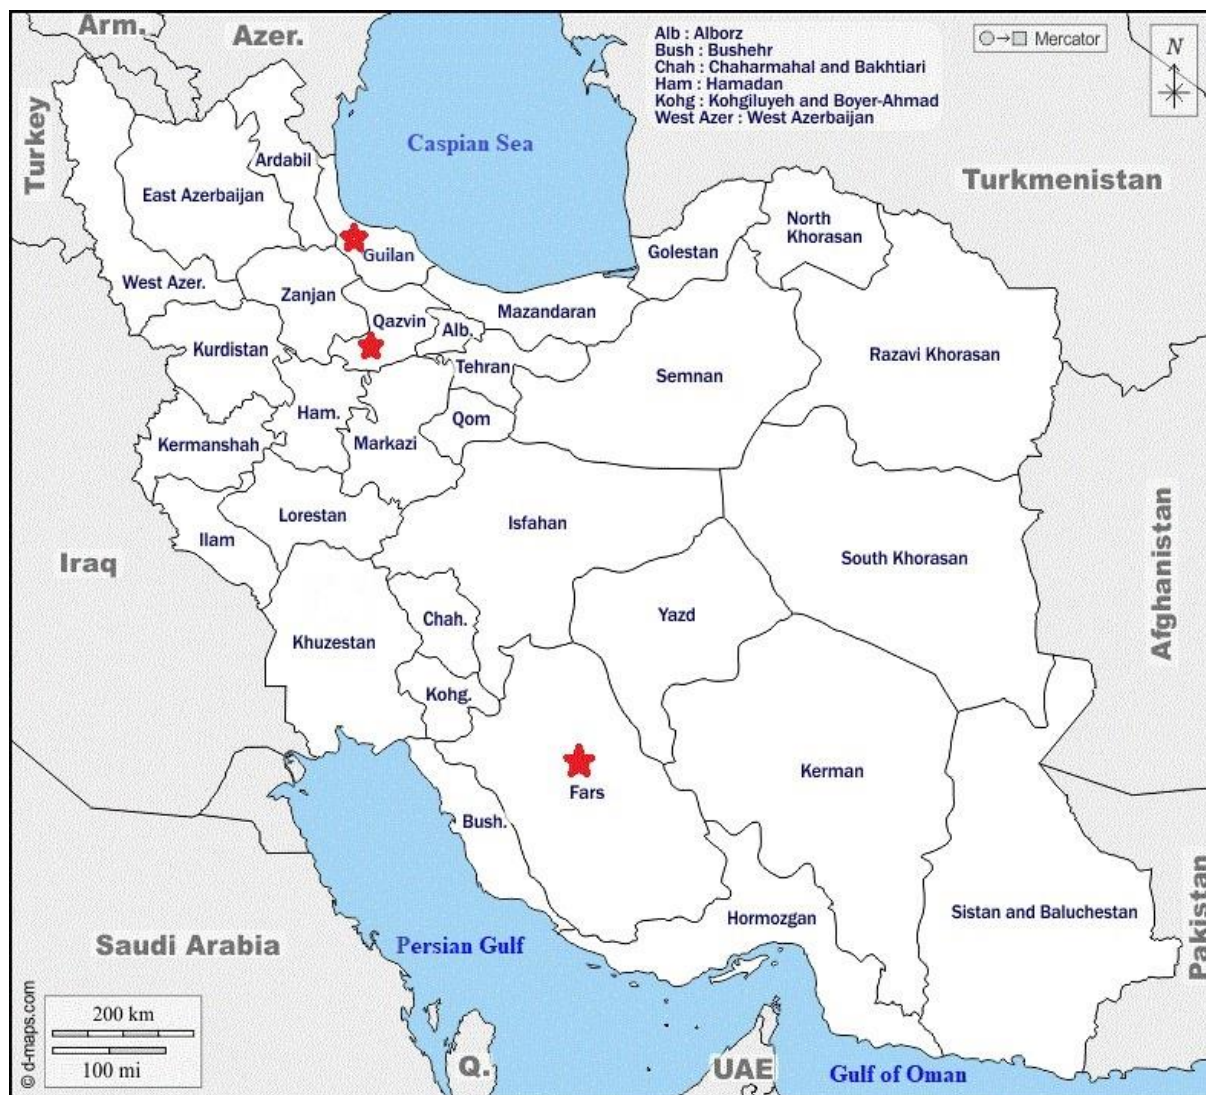 Arm.
Azer.
Alb : Alborz
Bush : Bushehr
Chah : Chaharmahal and Bakhtiari
Ham : Hamadan
Kohg : Kohgiluyeh and Boyer-Ahmad
West Azer : West Azerbaijan
Mercator
N
Turkey
Caspian Sea
Turkmenistan
Ardabil
East Azerbaijan
North
Khorasan
Golestan
Guilan
West Azer.
Zanjan
Mazandaran
Qazvin
Alb.
Kurdistan
Tehran
Razavi Khorasan
Semnan
Ham.
Qom
Kermanshah
Markazi
Lorestan
Isfahan
Ilam
Iraq
South Khorasan
Afghanistan
Chah.
Yazd
Khuzestan
Kohg.
Kerman
Fars
Bush.
Hormozgan
Sistan and Baluchestan
Pakistan
Saudi Arabia
Persian Gulf
200 km
100 mi
© d-maps.com
Q.
UAE
Gulf of Oman